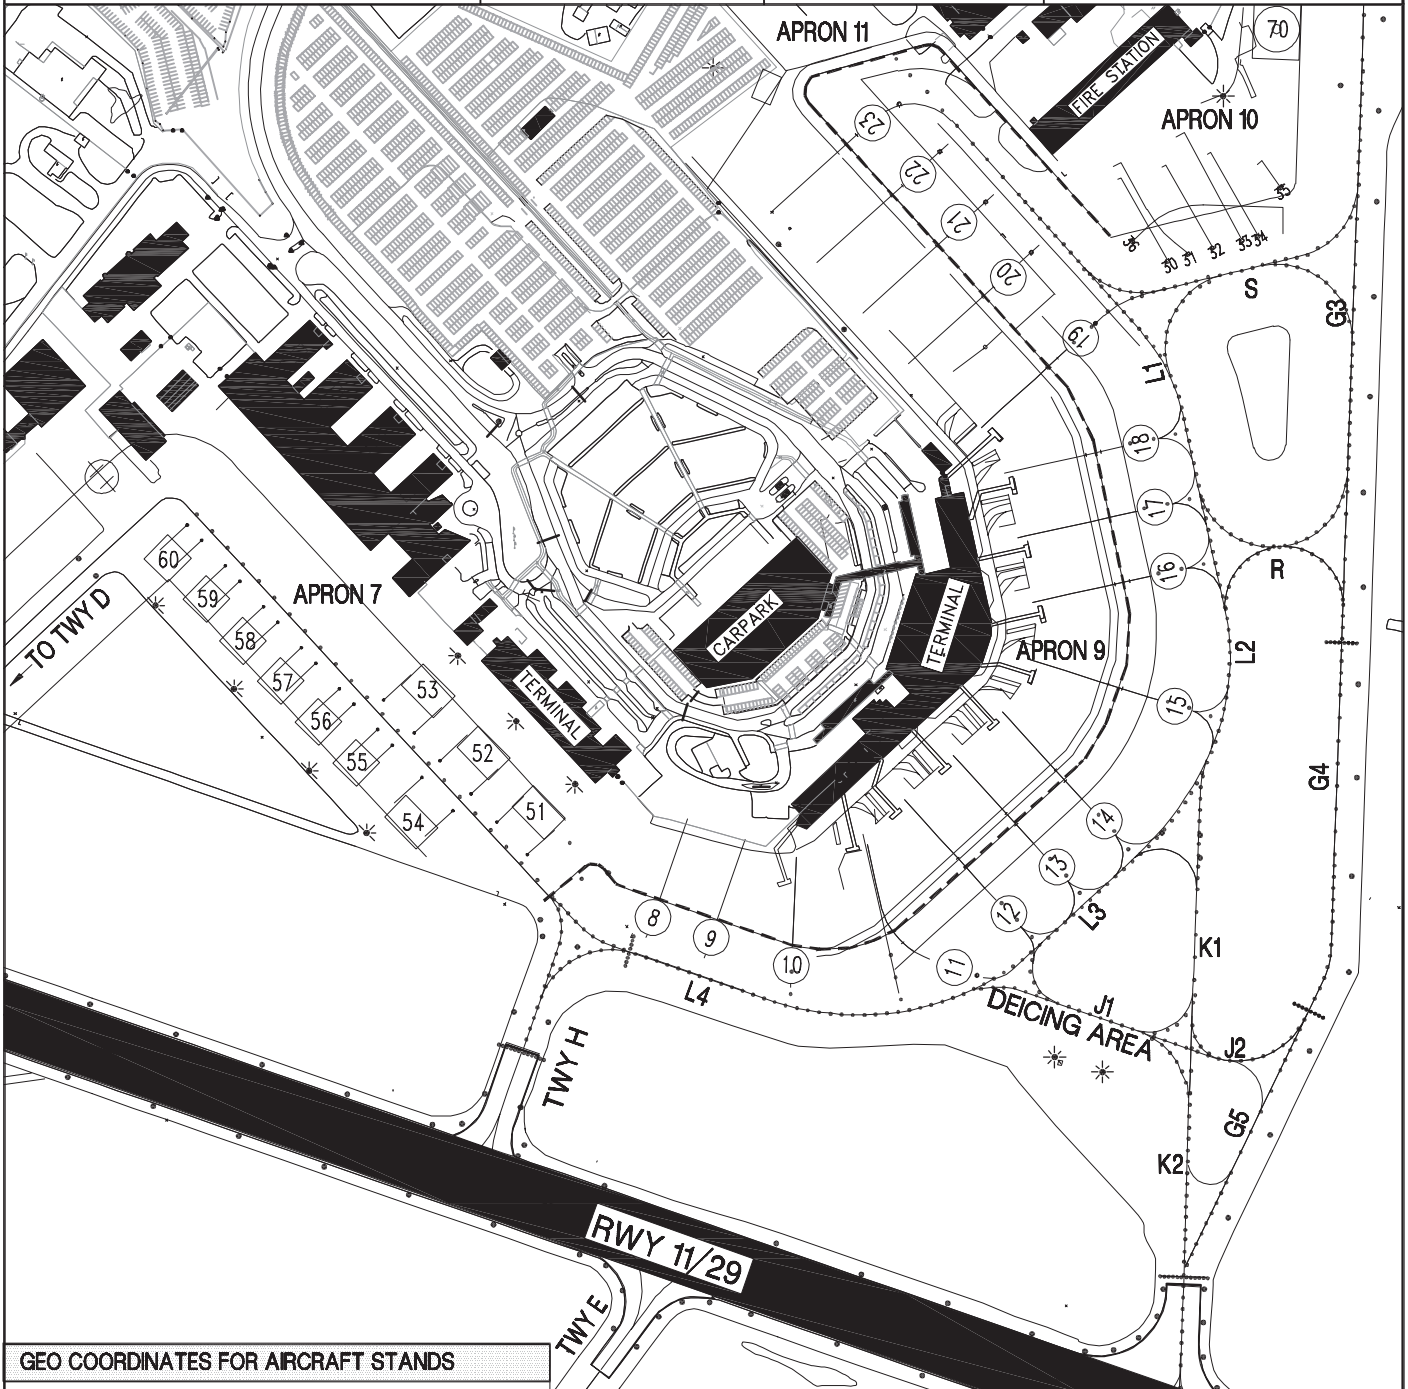 APRON 11
70
FIRE STATION
APRON 10
23
22
21
20
19
36
30
31
32
33
34
35
S
G3
L1
18
17
16
R
60
59
58
57
56
55
54
53
52
51
APRON 7
TO TWY D
CARPARK
TERMINAL
TERMINAL
APRON 9
L2
15
G4
14
13
12
11
L3
K1
8
9
10
L4
DEICING AREA
J1
J2
TWY H
G5
K2
RWY 11/29
TWY E
GEO COORDINATES FOR AIRCRAFT STANDS